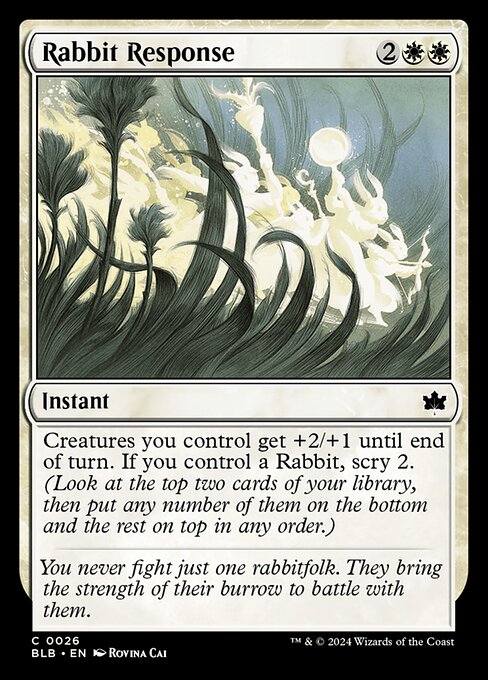 Rabbit Response 2
Instant
Creatures you control get +2/+1 until end
of turn. If you control a Rabbit, scry 2.
(Look at the top two cards of your library,
then put any number of them on the bottom
and the rest on top in any order.)
You never fight just one rabbitfolk. They bring
the strength of their burrow to battle with
them.
C 0026
BLB • EN Rovina Cai
™ & © 2024 Wizards of the Coast